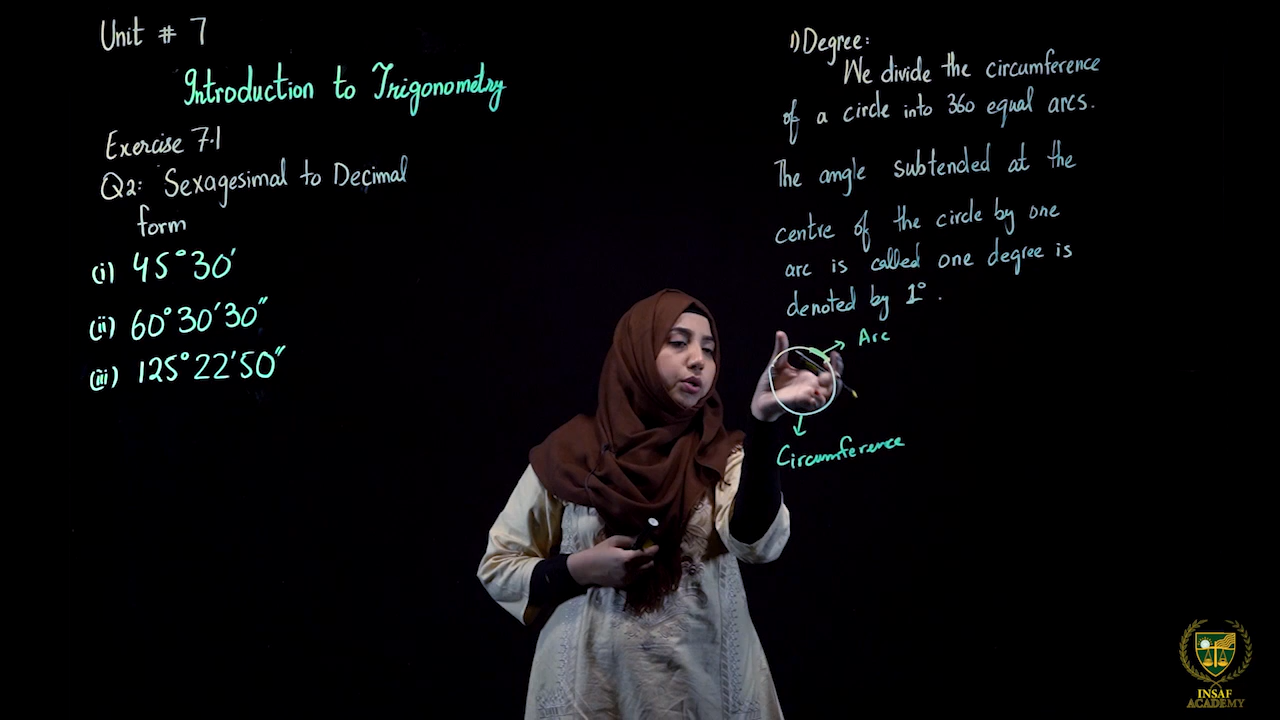 Unit # 7
Introduction to Trigonometry
Exercise 7.1
Q2: Sexagesimal to Decimal
form
(i) 45°30′
(ii) 60°30′30″
(iii) 125°22′50″
1) Degree:
We divide the circumference
of a circle into 360 equal arcs.
The angle subtended at the
centre of the circle by one
arc is called one degree is
denoted by 1°.
Arc
Circumference
INSAF
ACADEMY